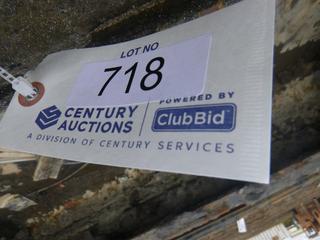 LOT NO
718
POWERED BY
CENTURY
AUCTIONS
ClubBid
A DIVISION OF CENTURY SERVICES